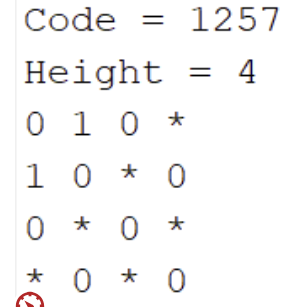 Code = 1257
Height = 4
0 1 0 *
1 0 * 0
0 * 0 *
* 0 * 0